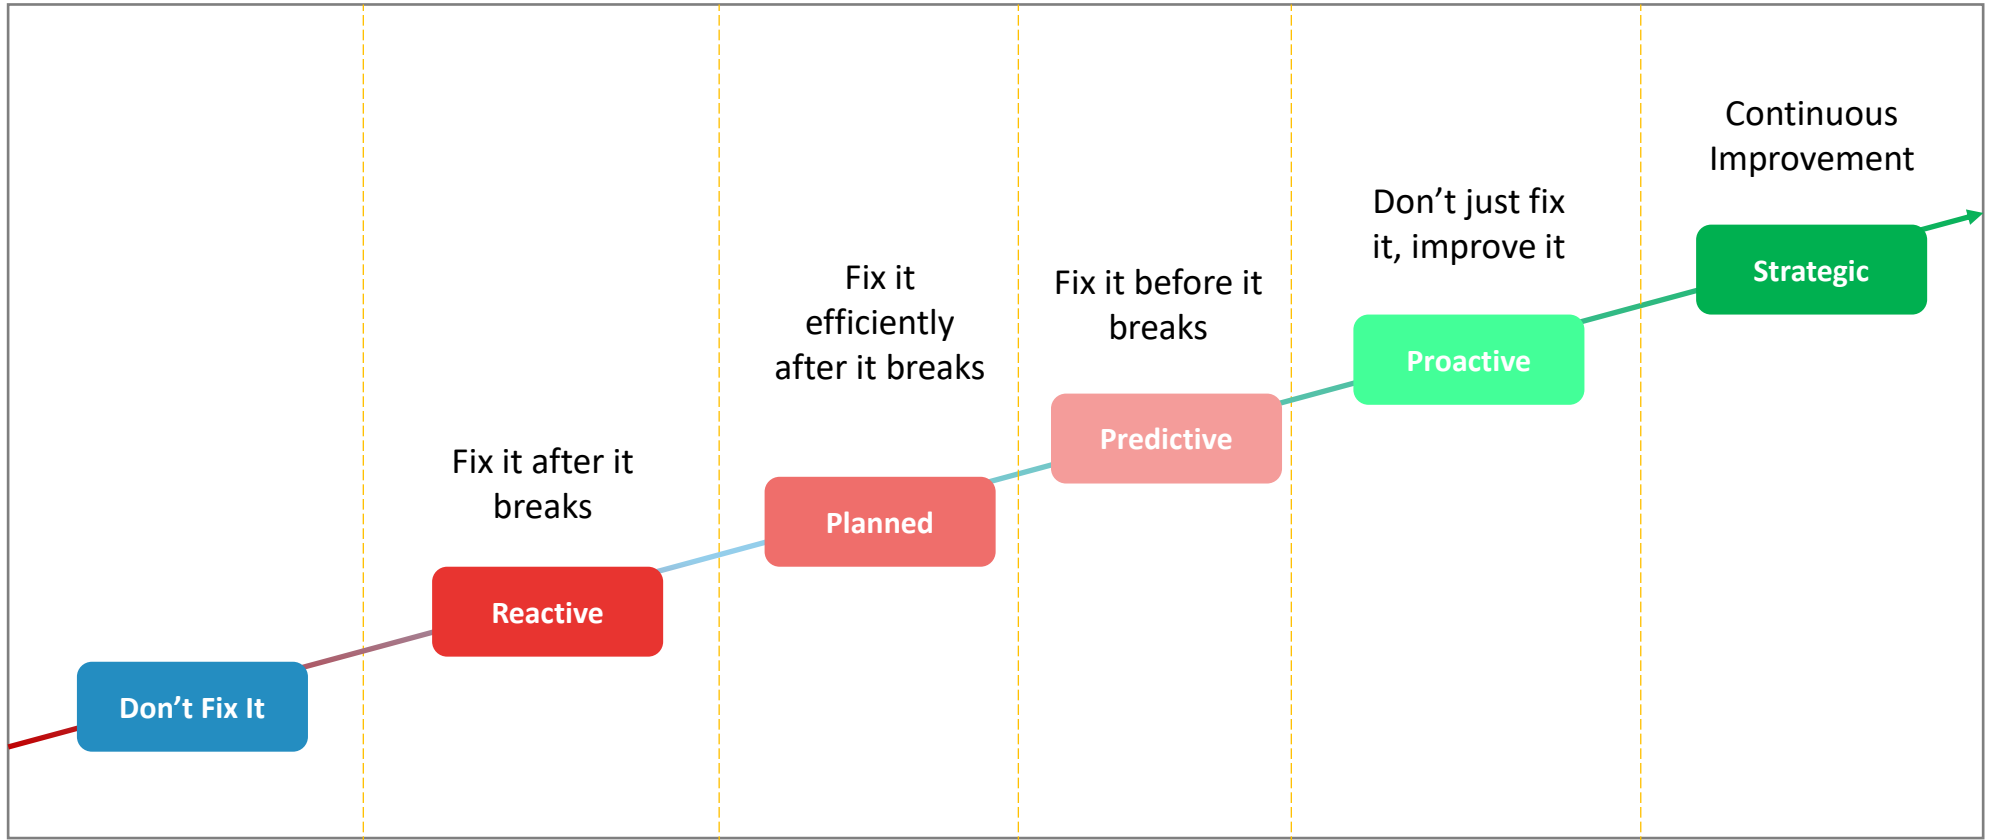 Don’t Fix It
Fix it after it
breaks
Reactive
Fix it
efficiently
after it breaks
Planned
Fix it before it
breaks
Predictive
Don’t just fix
it, improve it
Proactive
Continuous
Improvement
Strategic